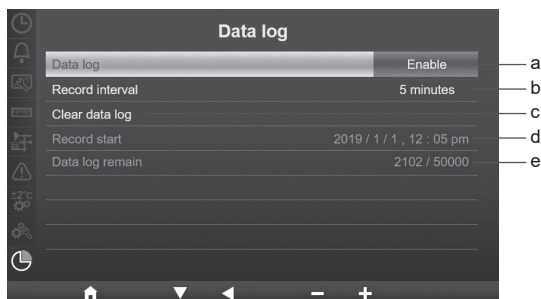 Data log
Data log Enable a
Record interval 5 minutes b
Clear data log c
Record start 2019 / 1 / 1 , 12 : 05 pm d
Data log remain 2102 / 50000 e
±2°C